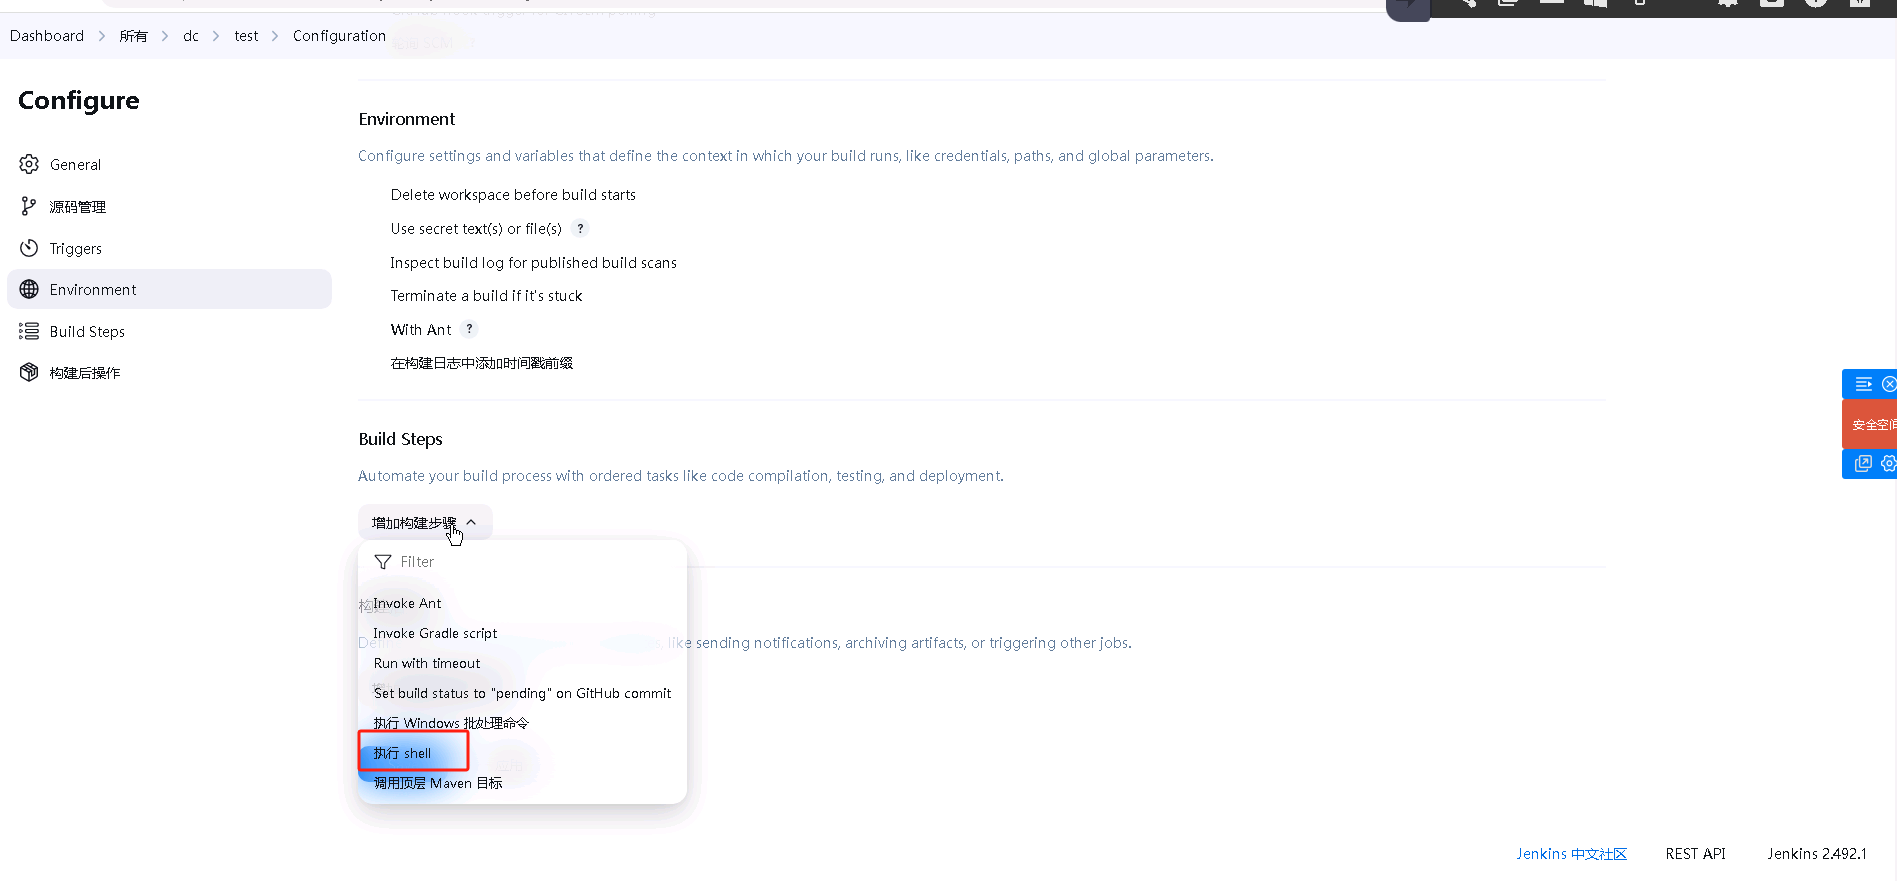 Dashboard > 所有 > dc > test > Configuration
Configure
General
源码管理
Triggers
Environment
Build Steps
构建后操作
Environment
Configure settings and variables that define the context in which your build runs, like credentials, paths, and global parameters.
Delete workspace before build starts
Use secret text(s) or file(s) ?
Inspect build log for published build scans
Terminate a build if it's stuck
With Ant ?
在构建日志中添加时间戳前缀
Build Steps
Automate your build process with ordered tasks like code compilation, testing, and deployment.
增加构建步骤
Filter
Invoke Ant
Invoke Gradle script
like sending notifications, archiving artifacts, or triggering other jobs.
Run with timeout
Set build status to "pending" on GitHub commit
执行 Windows 批处理命令
执行 shell
调用顶层 Maven 目标
安全空间
Jenkins 中文社区
REST API
Jenkins 2.492.1